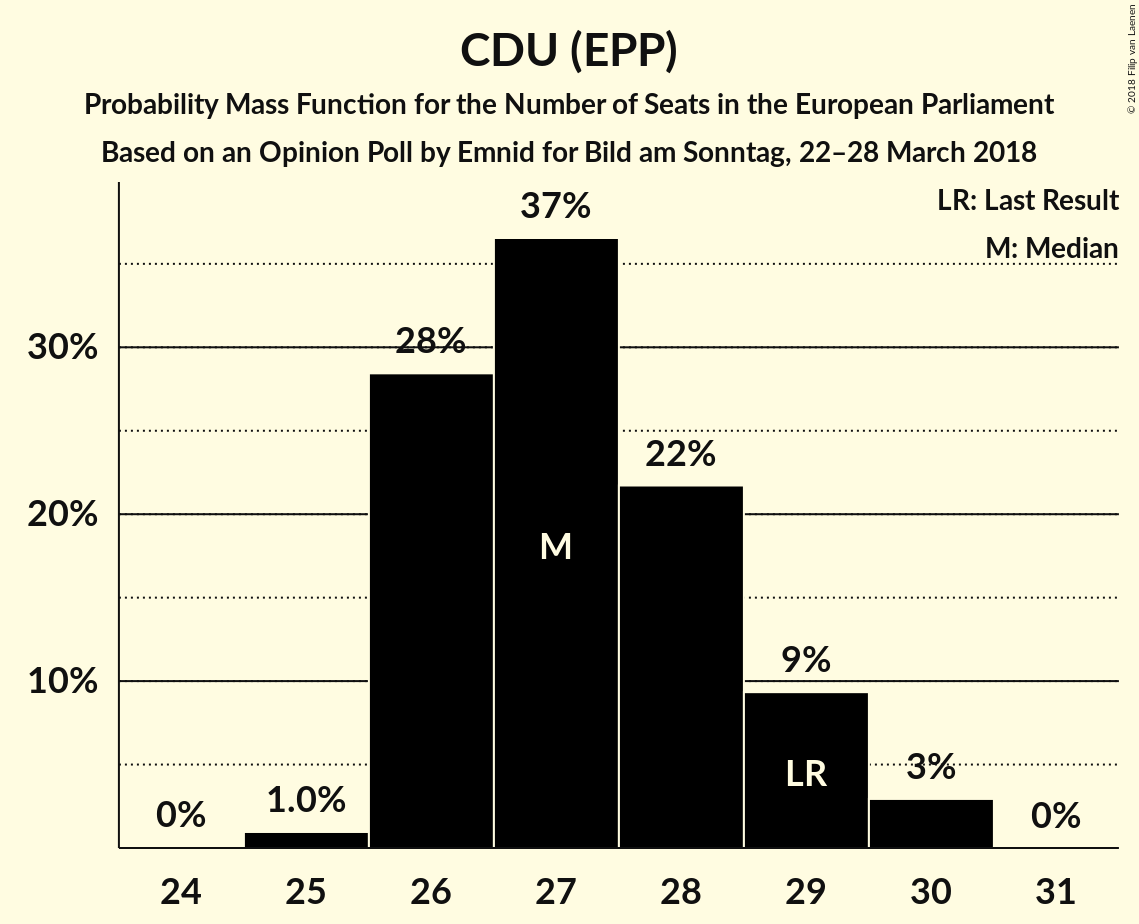 CDU (EPP)
Probability Mass Function for the Number of Seats in the European Parliament
Based on an Opinion Poll by Emnid for Bild am Sonntag, 22–28 March 2018
© 2018 Filip van Laenen
LR: Last Result
M: Median
37%
30%
28%
22%
20%
M
10%
9%
LR
3%
1.0%
0%
0%
24 25 26 27 28 29 30 31